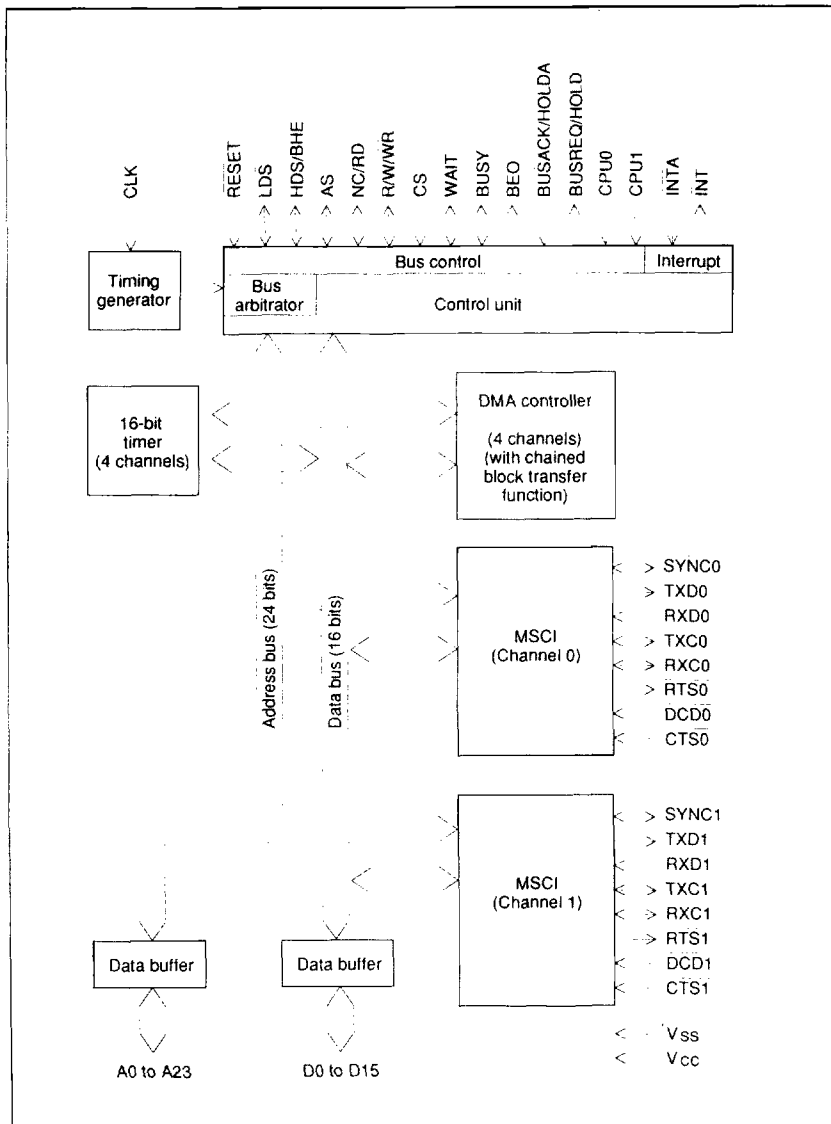 CLK
RESET
LDS
HDS/BHE
AS
NC/RD
R/W/WR
CS
WAIT
BUSY
BEO
BUSACK/HOLDA
BUSREQ/HOLD
CPU0
CPU1
INTA
INT
Timing
generator
Bus control
Interrupt
Bus
arbitrator
Control unit
16-bit
timer
(4 channels)
DMA controller
(4 channels)
(with chained
block transfer
function)
Address bus (24 bits)
Data bus (16 bits)
MSCI
(Channel 0)
SYNC0
TXD0
RXD0
TXC0
RXC0
RTS0
DCD0
CTS0
MSCI
(Channel 1)
SYNC1
TXD1
RXD1
TXC1
RXC1
RTS1
DCD1
CTS1
Data buffer
Data buffer
Vss
Vcc
A0 to A23
D0 to D15